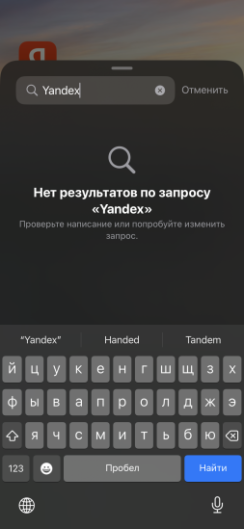 Я
Yandex
Отменить
Нет результатов по запросу
«Yandex»
Проверьте написание или попробуйте изменить
запрос.
“Yandex”
Handed
Tandem
й ц у к е н г ш щ з х
ф ы в а п р о л д ж э
я ч с м и т ь б ю
123
Пробел
Найти